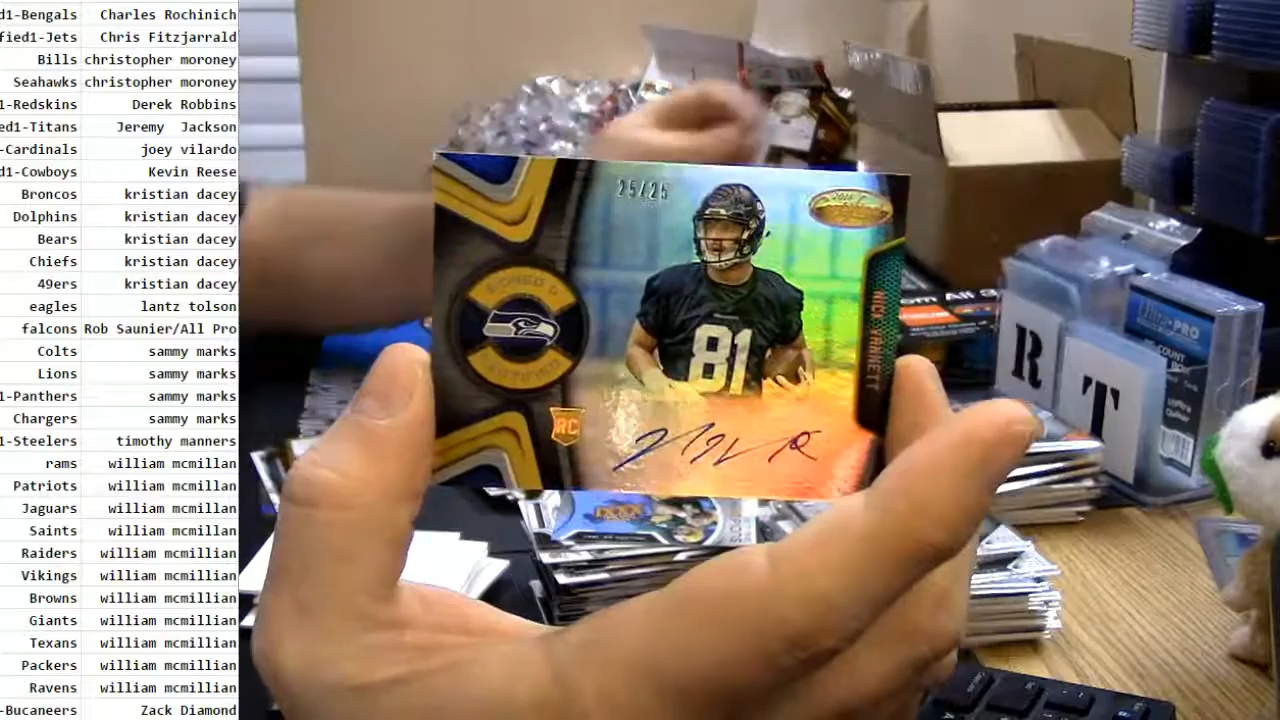 d1-Bengals Charles Rochinich
fied1-Jets Chris Fitzjarrald
Bills christopher moroney
Seahawks christopher moroney
1-Redskins Derek Robbins
ed1-Titans Jeremy Jackson
-Cardinals joey vilardo
d1-Cowboys Kevin Reese
Broncos kristian dacey
Dolphins kristian dacey
Bears kristian dacey
Chiefs kristian dacey
49ers kristian dacey
eagles lantz tolson
falcons Rob Saunier/All Pro
Colts sammy marks
Lions sammy marks
1-Panthers sammy marks
Chargers sammy marks
1-Steelers timothy manners
rams william mcmillan
Patriots william mcmillan
Jaguars william mcmillan
Saints william mcmillan
Raiders william mcmillian
Vikings william mcmillian
Browns william mcmillian
Giants william mcmillian
Texans william mcmillian
Packers william mcmillian
Ravens william mcmillian
-Bucaneers Zack Diamond
25/25
SIGNED &
CERTIFIED
RC
81
NICK VANNETT
R
T
ULTRA-PRO